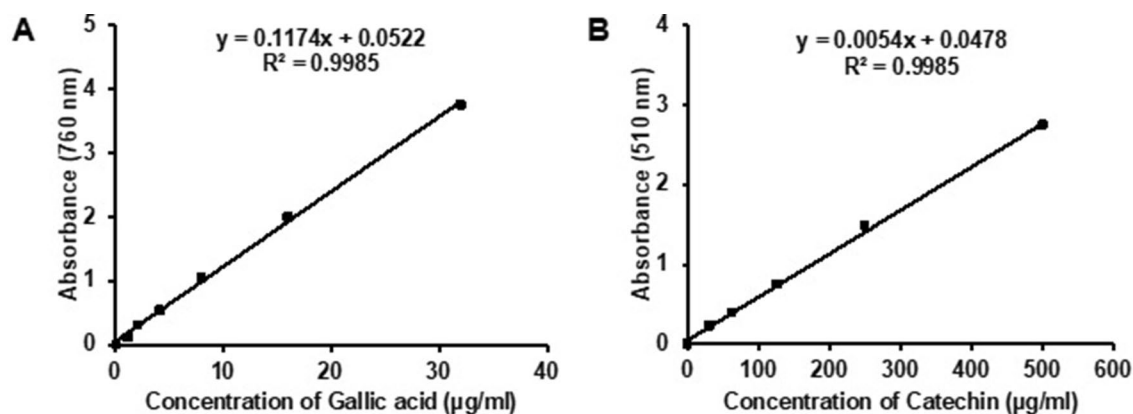 A
y = 0.1174x + 0.0522
R² = 0.9985
Absorbance (760 nm)
5
4
3
2
1
0
0 10 20 30 40
Concentration of Gallic acid (µg/ml)
B
y = 0.0054x + 0.0478
R² = 0.9985
Absorbance (510 nm)
4
3
2
1
0
0 100 200 300 400 500 600
Concentration of Catechin (µg/ml)